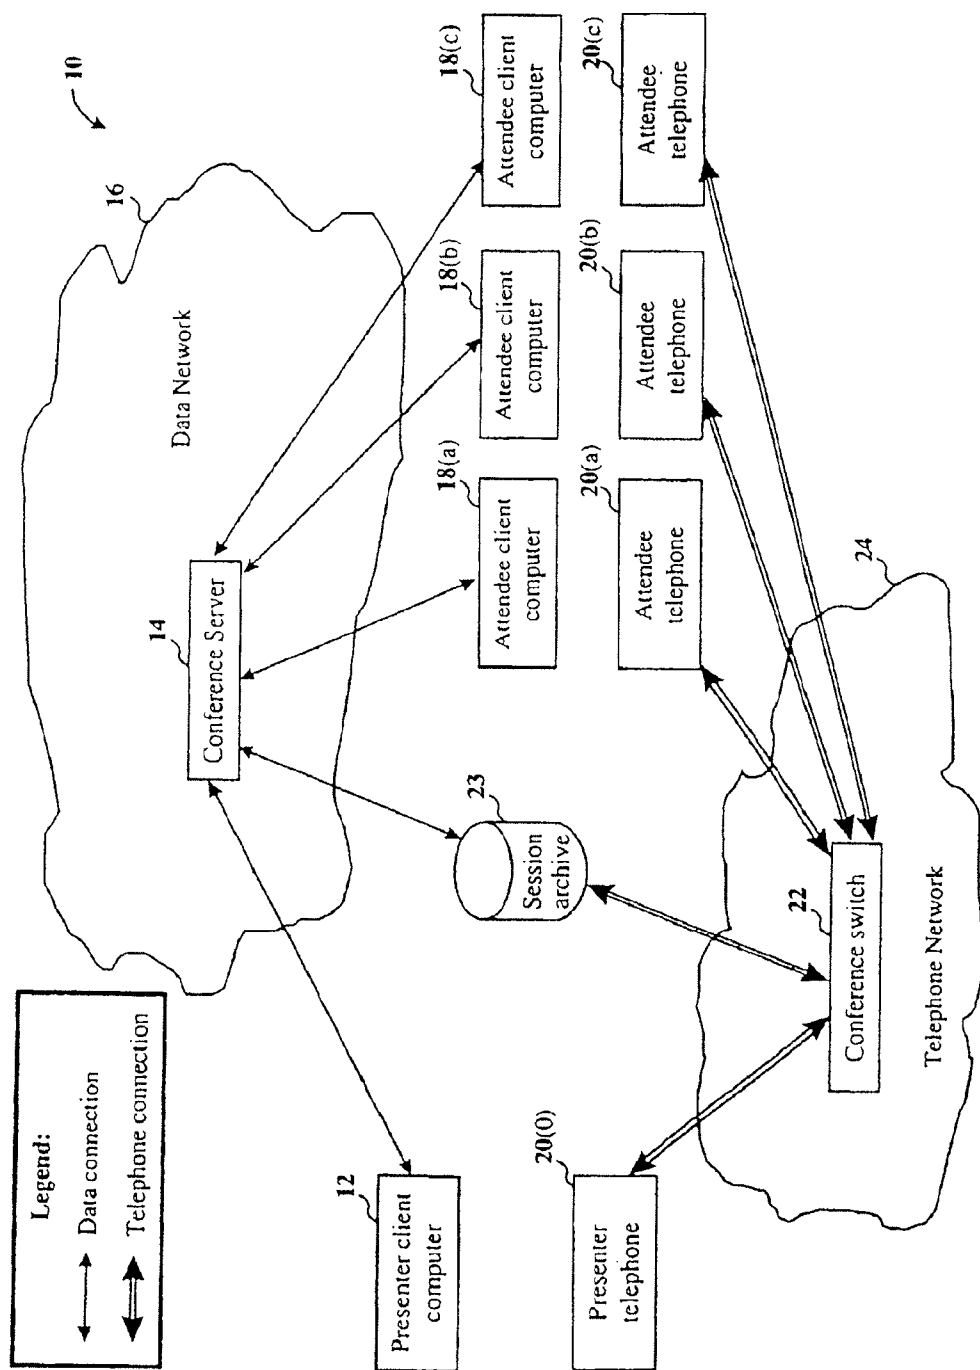 Legend:
Data connection
Telephone connection
10
16
Data Network
14
Conference Server
12
Presenter client
computer
23
Session
archive
18(a)
Attendee client
computer
18(b)
Attendee client
computer
18(c)
Attendee client
computer
20(0)
Presenter
telephone
20(a)
Attendee
telephone
20(b)
Attendee
telephone
20(c)
Attendee
telephone
22
Conference switch
24
Telephone Network